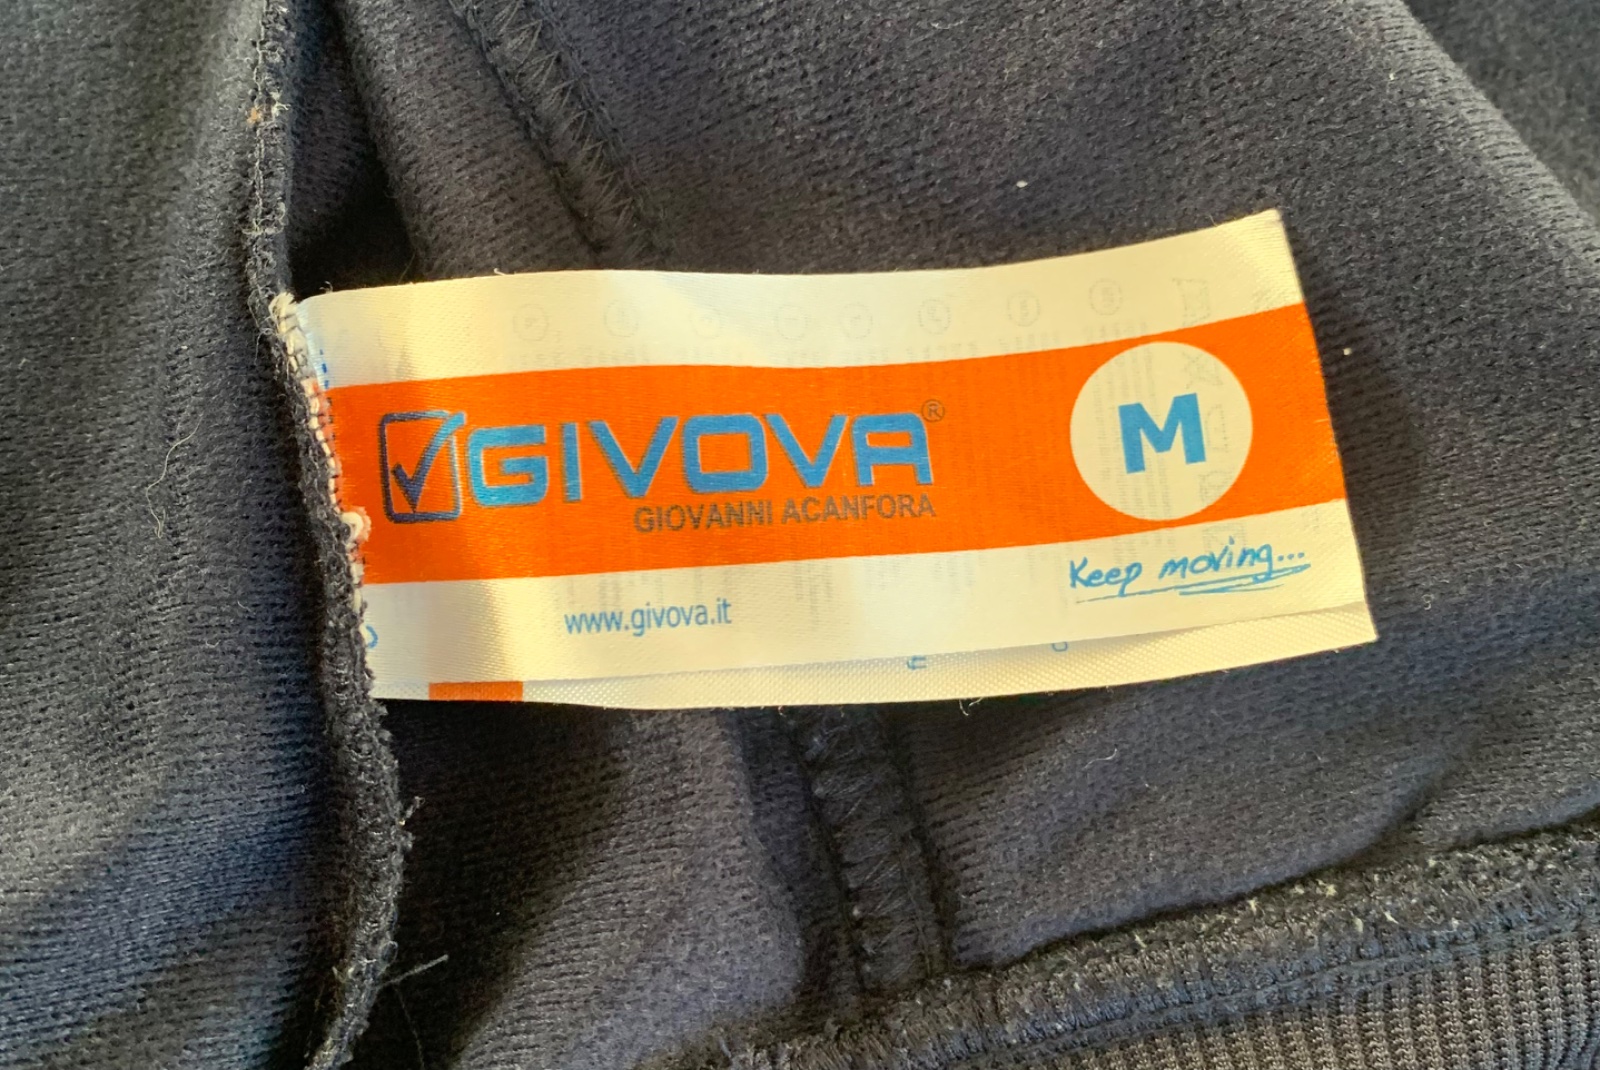 GIVOVA®
GIOVANNI ACANFORA
M
Keep moving...
www.givova.it